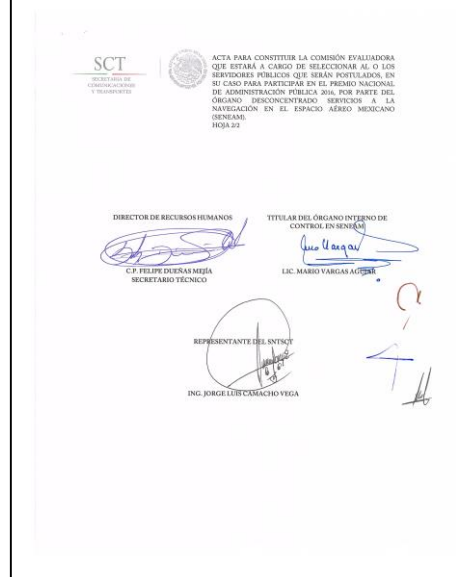 SCT
SECRETARÍA DE
COMUNICACIONES
Y TRANSPORTES
ACTA PARA CONSTITUIR LA COMISIÓN EVALUADORA
QUE ESTARÁ A CARGO DE SELECCIONAR AL O LOS
SERVIDORES PÚBLICOS QUE SERÁN POSTULADOS, EN
SU CASO PARA PARTICIPAR EN EL PREMIO NACIONAL
DE ADMINISTRACIÓN PÚBLICA 2016, POR PARTE DEL
ÓRGANO DESCONCENTRADO SERVICIOS A LA
NAVEGACIÓN EN EL ESPACIO AÉREO MEXICANO
(SENEAM).
HOJA 2/2
DIRECTOR DE RECURSOS HUMANOS
C.P. FELIPE DUEÑAS MEJÍA
SECRETARIO TÉCNICO
TITULAR DEL ÓRGANO INTERNO DE
CONTROL EN SENEAM
LIC. MARIO VARGAS AGUIAR
REPRESENTANTE DEL SNTSCT
ING. JORGE LUIS CAMACHO VEGA